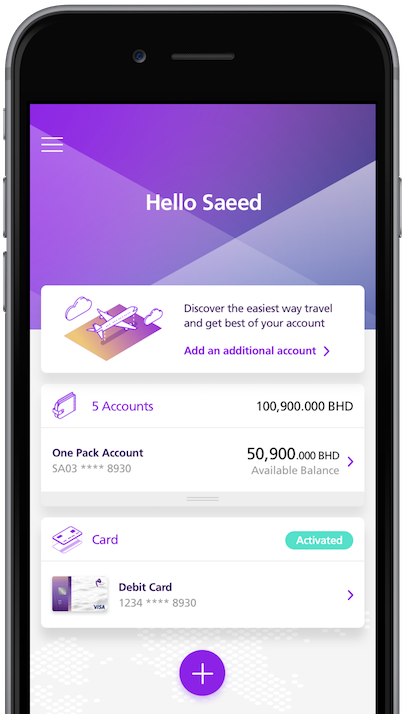 Hello Saeed
Discover the easiest way travel
and get best of your account
Add an additional account
5 Accounts
100,900.000 BHD
One Pack Account
50,900.000 BHD
SA03 **** 8930
Available Balance
Card
Activated
Debit Card
VISA
1234 **** 8930